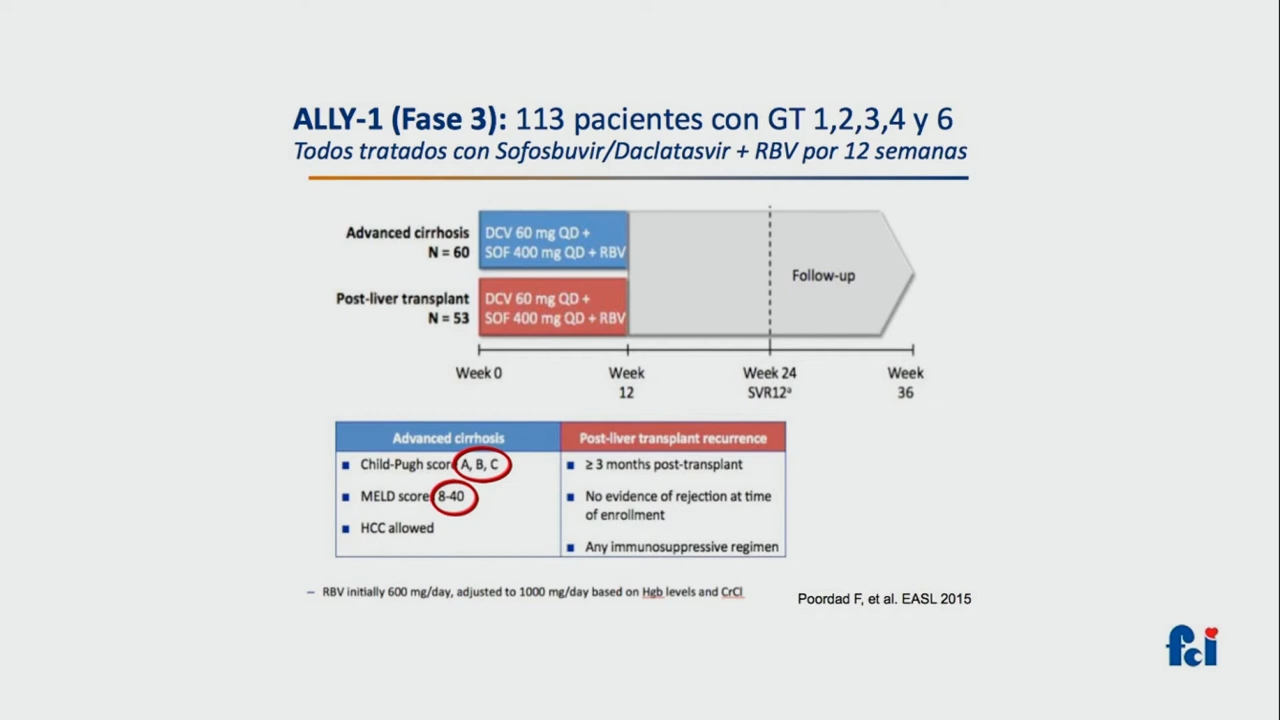 ALLY-1 (Fase 3): 113 pacientes con GT 1,2,3,4 y 6
Todos tratados con Sofosbuvir/Daclatasvir + RBV por 12 semanas
Advanced cirrhosis
N = 60
DCV 60 mg QD +
SOF 400 mg QD + RBV
Post-liver transplant
N = 53
DCV 60 mg QD +
SOF 400 mg QD + RBV
Follow-up
Week 0
Week
12
Week 24
SVR12ª
Week
36
Advanced cirrhosis
Child-Pugh score A, B, C
MELD score 8-40
HCC allowed
Post-liver transplant recurrence
≥ 3 months post-transplant
No evidence of rejection at time
of enrollment
Any immunosuppressive regimen
– RBV initially 600 mg/day, adjusted to 1000 mg/day based on Hgb levels and CrCl
Poordad F, et al. EASL 2015
fci